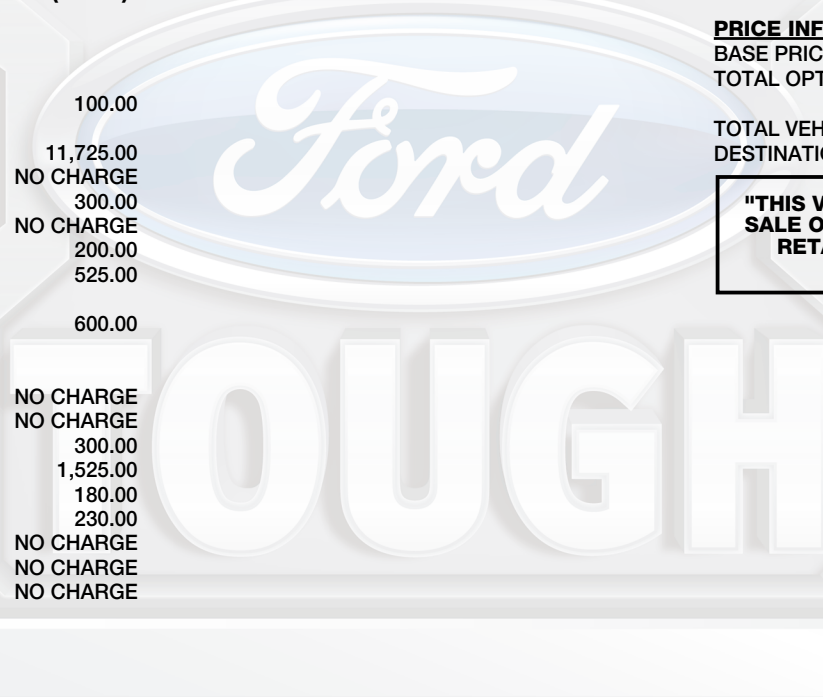 100.00
11,725.00
NO CHARGE
300.00
NO CHARGE
200.00
525.00
600.00
NO CHARGE
NO CHARGE
300.00
1,525.00
180.00
230.00
NO CHARGE
NO CHARGE
NO CHARGE
PRICE INF
BASE PRIC
TOTAL OPT
TOTAL VEH
DESTINATI
"THIS V
SALE O
RETA
Ford
TOUGH